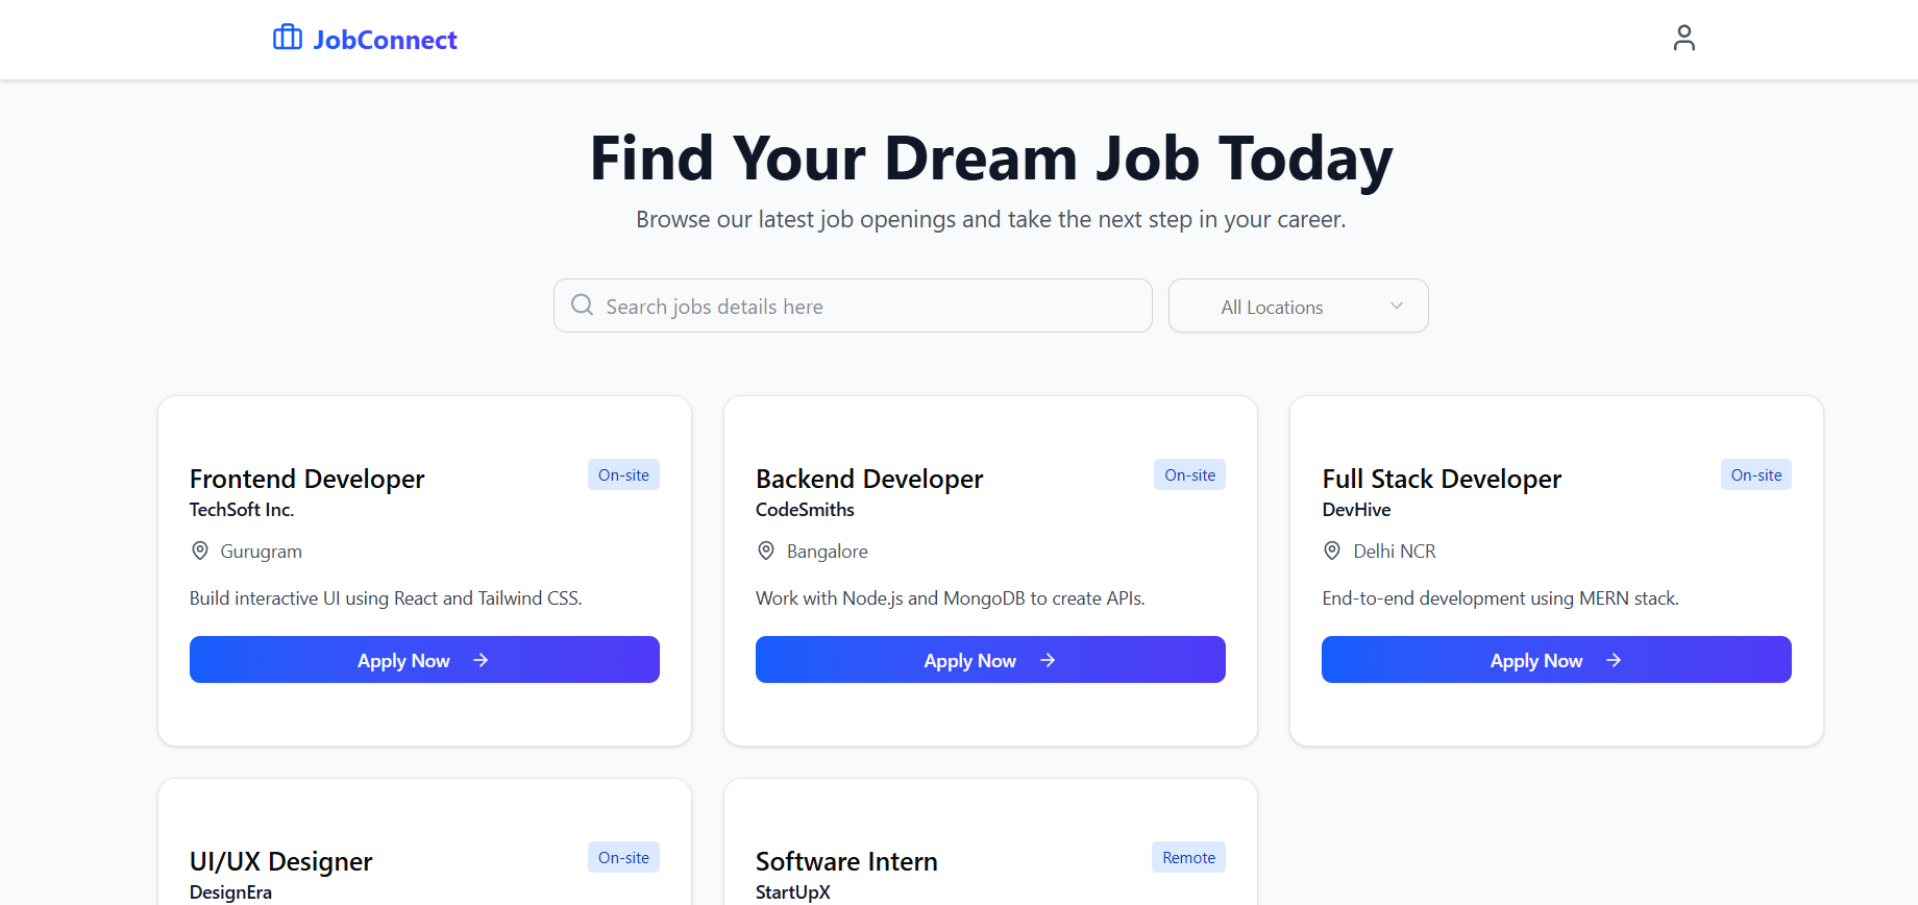 JobConnect
Find Your Dream Job Today
Browse our latest job openings and take the next step in your career.
Search jobs details here
All Locations
Frontend Developer
On-site
TechSoft Inc.
Gurugram
Build interactive UI using React and Tailwind CSS.
Apply Now
Backend Developer
On-site
CodeSmiths
Bangalore
Work with Node.js and MongoDB to create APIs.
Apply Now
Full Stack Developer
On-site
DevHive
Delhi NCR
End-to-end development using MERN stack.
Apply Now
UI/UX Designer
On-site
DesignEra
Software Intern
Remote
StartUpX